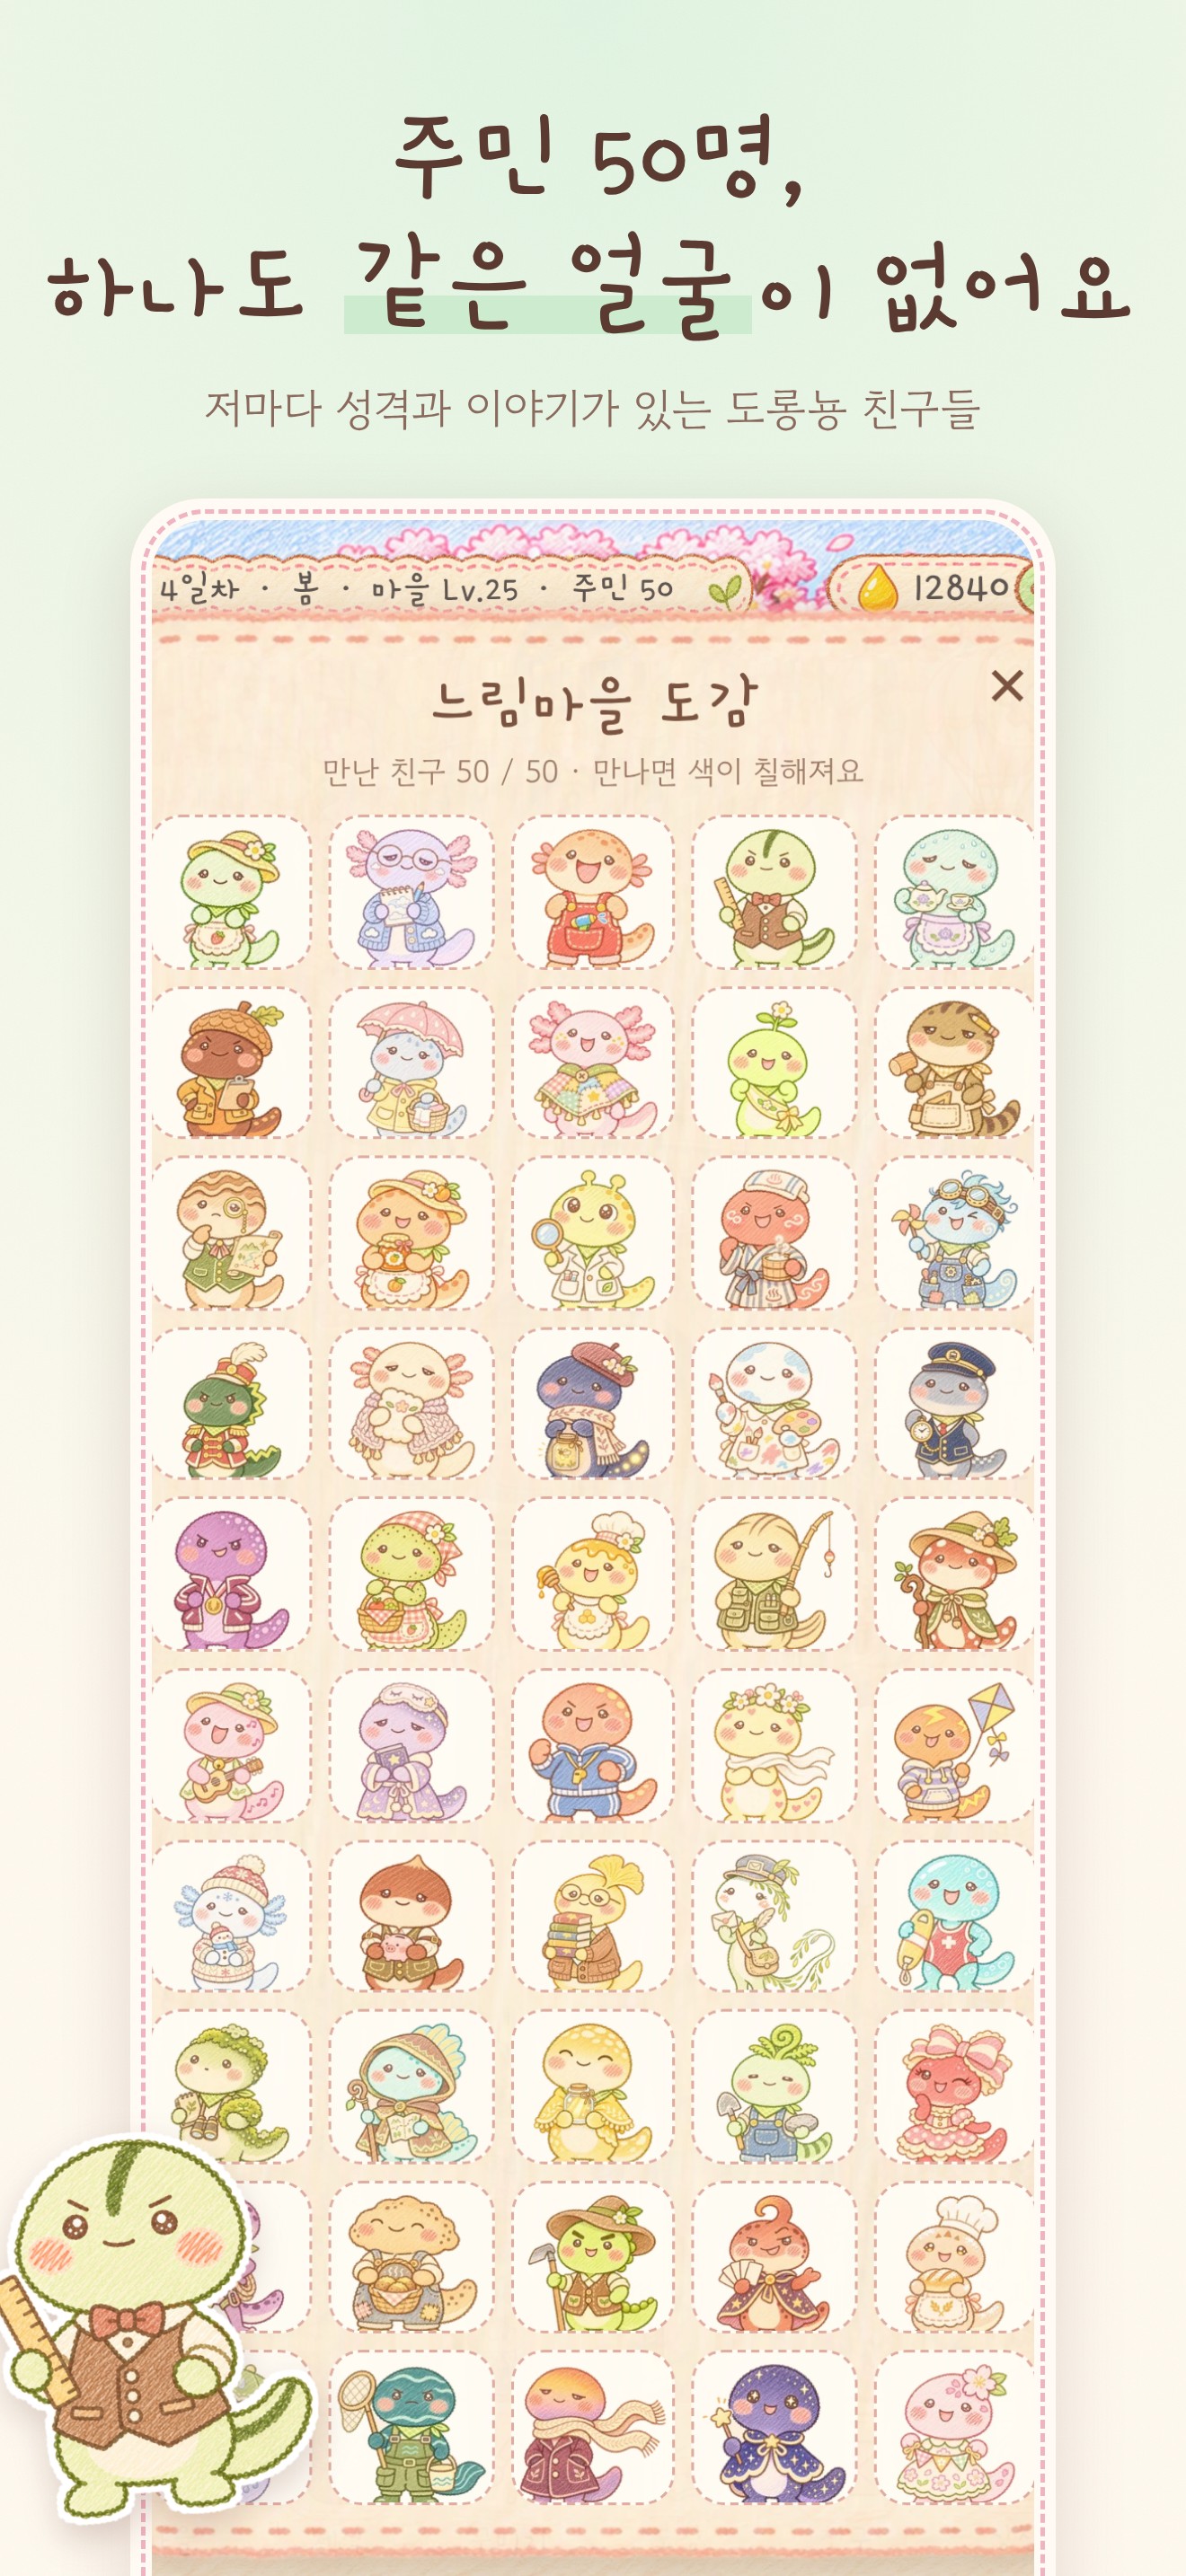 주민 50명,
하나도 같은 얼굴이 없어요
저마다 성격과 이야기가 있는 도롱뇽 친구들
4일차 · 봄 · 마을 Lv.25 · 주민 50
12840
느림마을 도감
만난 친구 50 / 50 · 만나면 색이 칠해져요